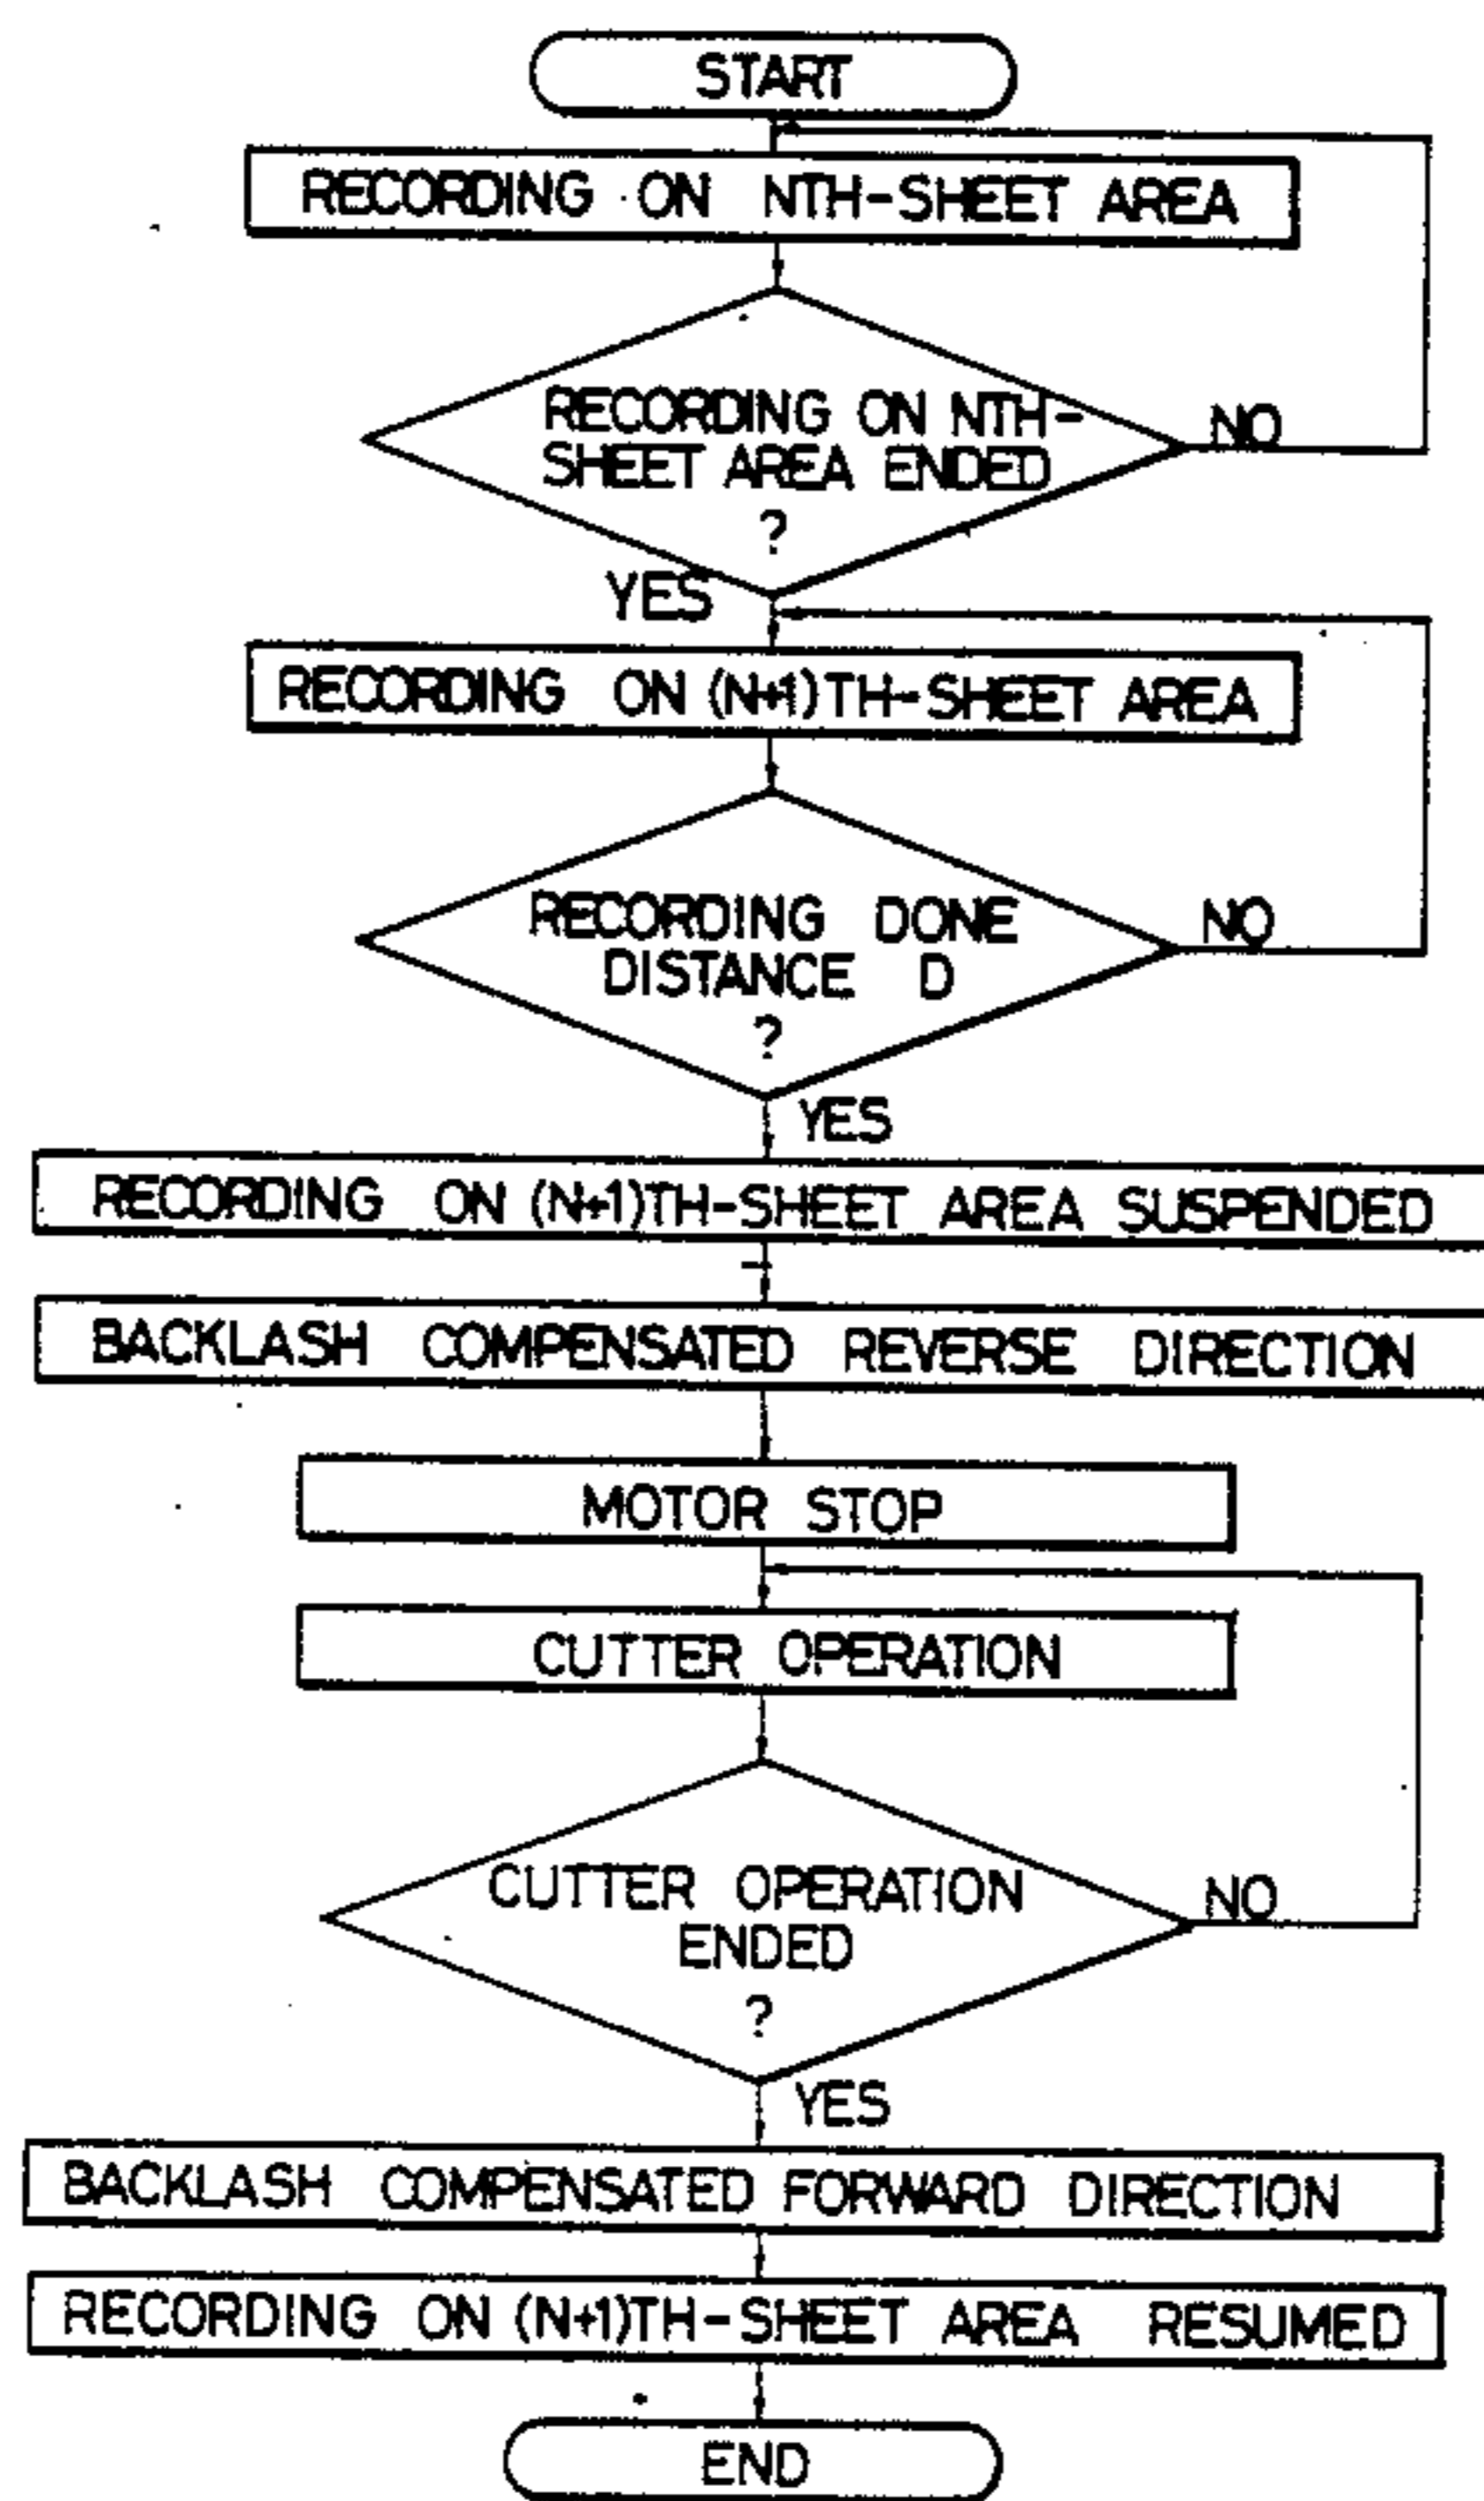 START
RECORDING ON NTH-SHEET AREA
RECORDING ON NTH-
SHEET AREA ENDED
?
NO
YES
RECORDING ON (N+1)TH-SHEET AREA
RECORDING DONE
DISTANCE D
?
NO
YES
RECORDING ON (N+1)TH-SHEET AREA SUSPENDED
BACKLASH COMPENSATED REVERSE DIRECTION
MOTOR STOP
CUTTER OPERATION
CUTTER OPERATION
ENDED
?
NO
YES
BACKLASH COMPENSATED FORWARD DIRECTION
RECORDING ON (N+1)TH-SHEET AREA RESUMED
END